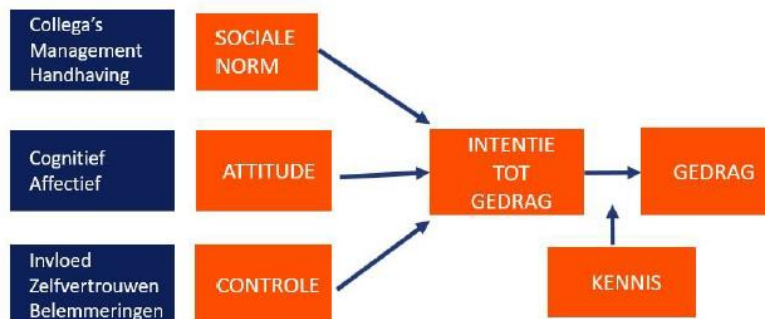 Collega's
Management
Handhaving
SOCIALE
NORM
Cognitief
Affectief
ATTITUDE
INTENTIE
TOT
GEDRAG
GEDRAG
Invloed
Zelfvertrouwen
Belemmeringen
CONTROLE
KENNIS